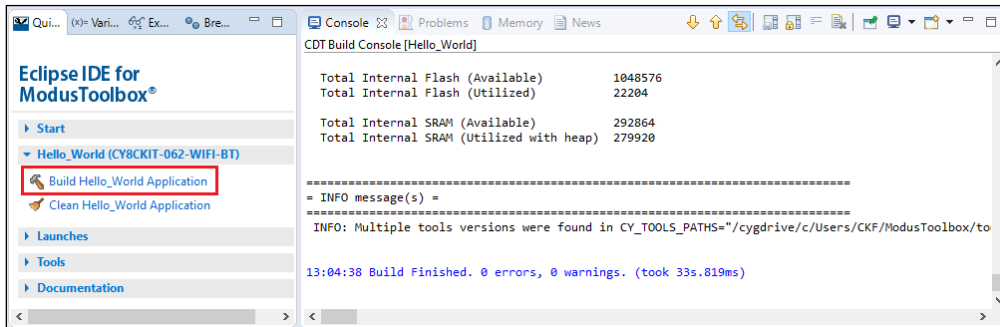 Qui... (x)= Vari... Ex... Bre...
Eclipse IDE for
ModusToolbox®
Start
Hello_World (CY8CKIT-062-WIFI-BT)
Build Hello_World Application
Clean Hello_World Application
Launches
Tools
Documentation
Console Problems Memory News
CDT Build Console [Hello_World]
Total Internal Flash (Available) 1048576
Total Internal Flash (Utilized) 22204
Total Internal SRAM (Available) 292864
Total Internal SRAM (Utilized with heap) 279920
==============================================================================
= INFO message(s) =
==============================================================================
INFO: Multiple tools versions were found in CY_TOOLS_PATHS="/cygdrive/c/Users/CKF/ModusToolbox/to
13:04:38 Build Finished. 0 errors, 0 warnings. (took 33s.819ms)